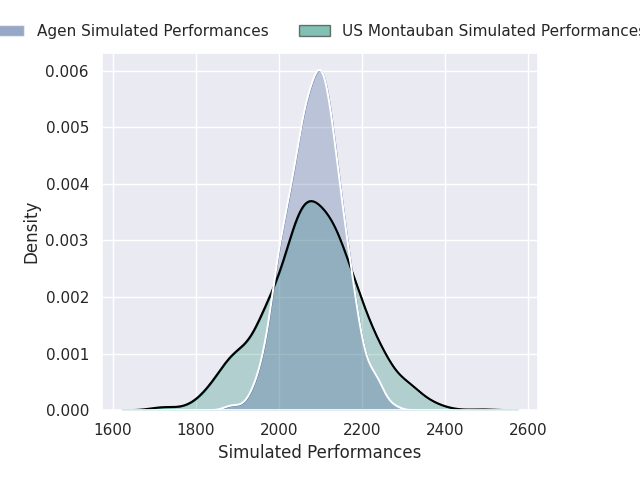 Agen Simulated Performances
US Montauban Simulated Performances
0.006
0.005
0.004
0.003
0.002
0.001
0.000
Density
1600 1800 2000 2200 2400 2600
Simulated Performances